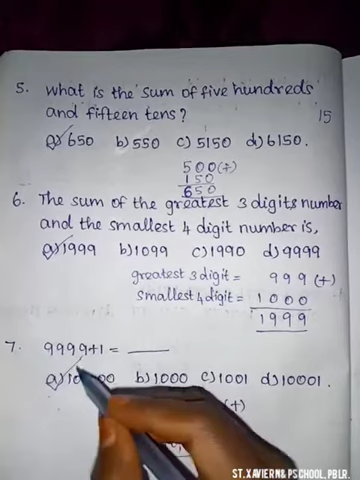 5. What is the sum of five hundreds
and fifteen tens? 15
a) 650 b) 550 c) 5150 d) 6150.
500(+)
150
650
6. The sum of the greatest 3 digits number
and the smallest 4 digit number is,
a) 1999 b) 1099 c) 1990 d) 9999
greatest 3 digit = 999 (+)
smallest 4 digit = 1000
1999
7. 9999+1 = ____
a) b) 1000 c) 1001 d) 10001.
(+)
ST.XAVIER N& P SCHOOL, PBLR.